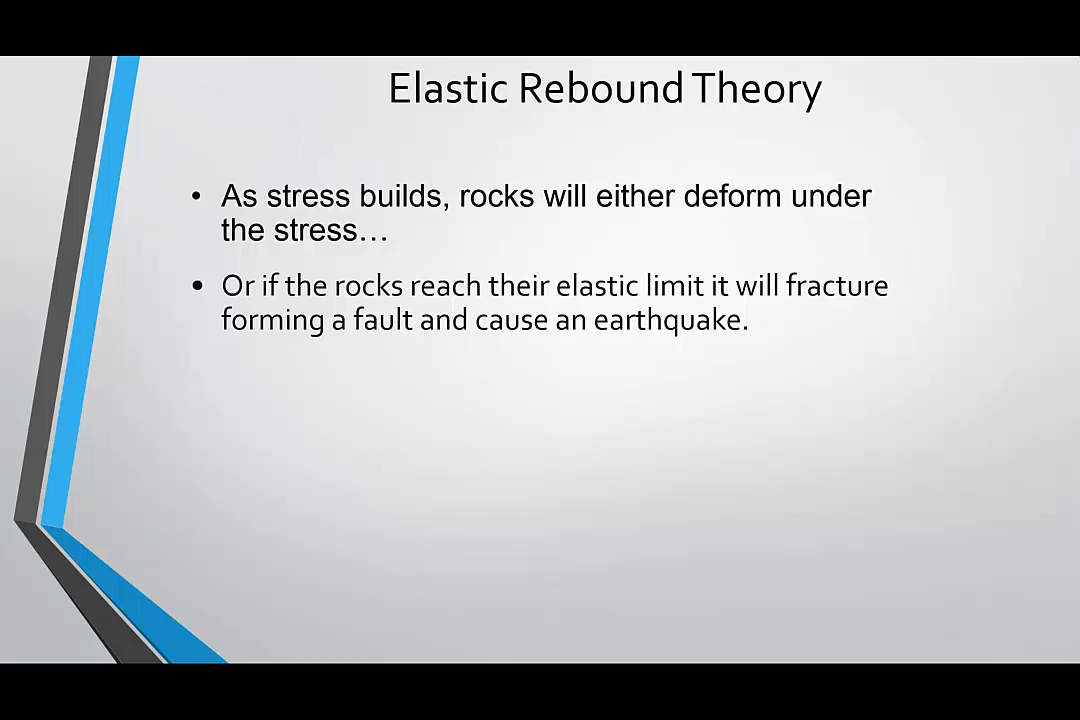 Elastic Rebound Theory
• As stress builds, rocks will either deform under
the stress…
• Or if the rocks reach their elastic limit it will fracture
forming a fault and cause an earthquake.